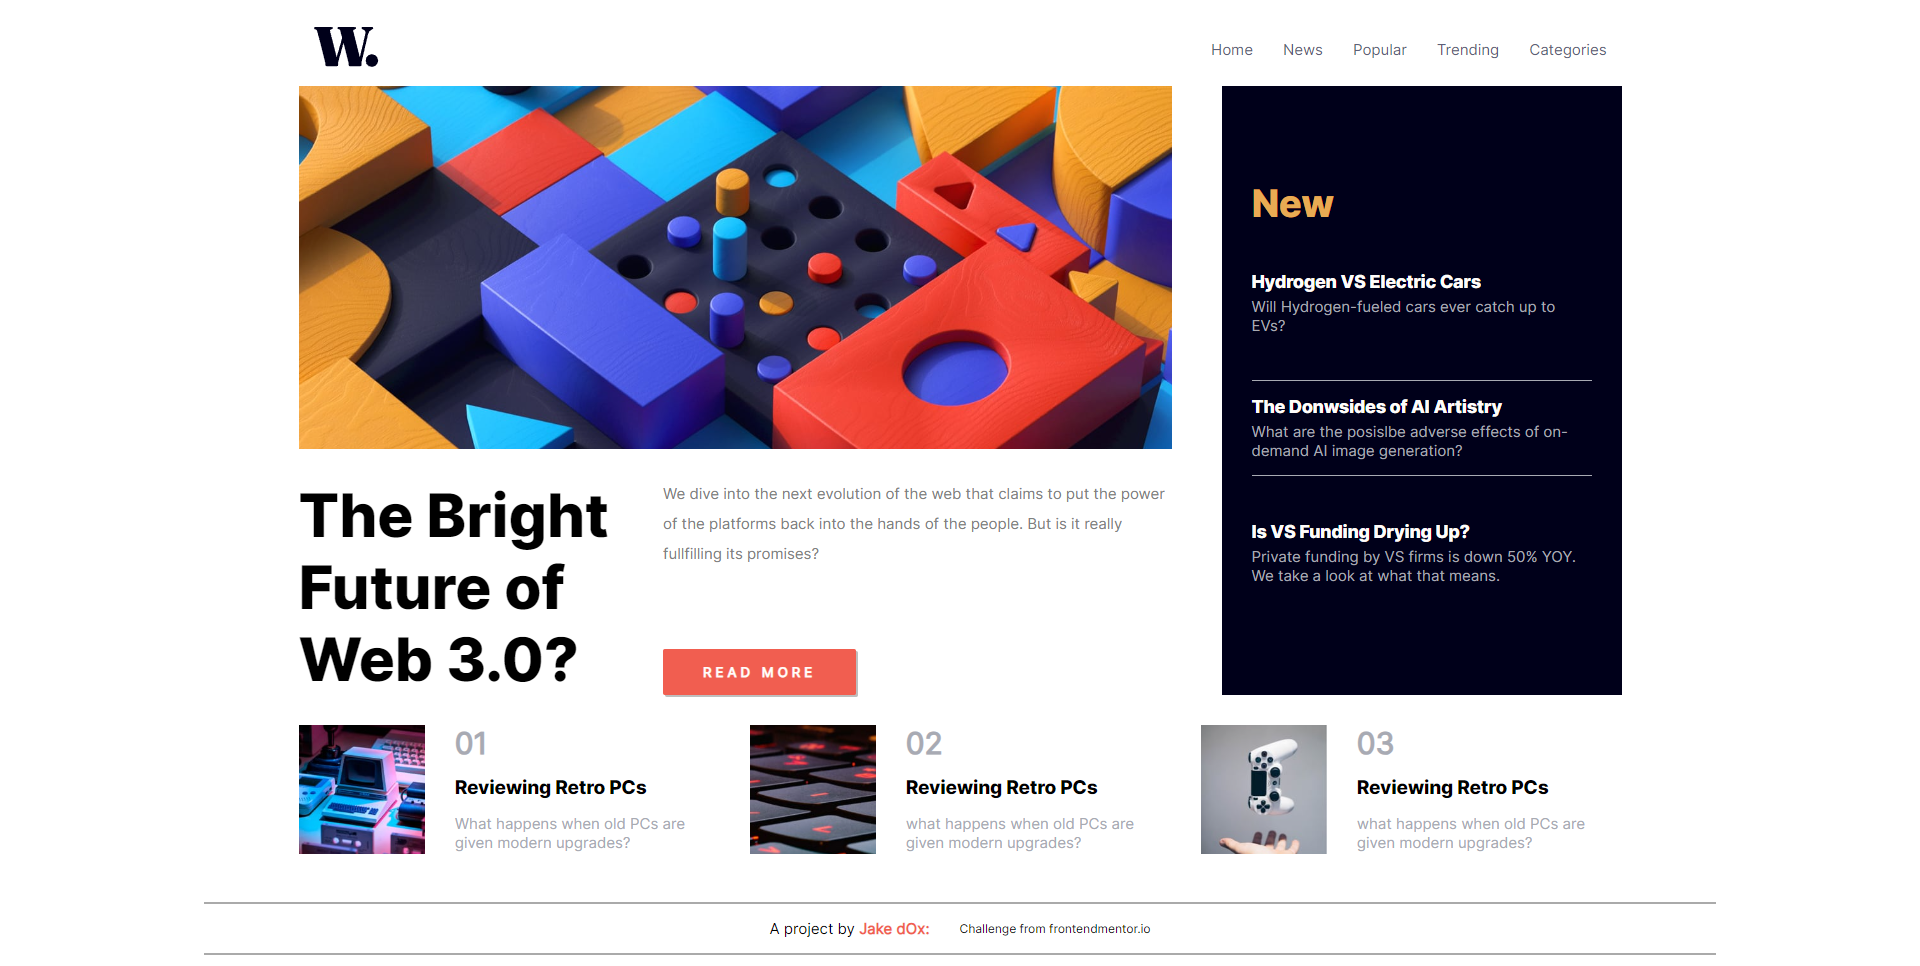 W.
Home News Popular Trending Categories
New
Hydrogen VS Electric Cars
Will Hydrogen-fueled cars ever catch up to
EVs?
The Donwsides of AI Artistry
What are the posislbe adverse effects of on-
demand AI image generation?
Is VS Funding Drying Up?
Private funding by VS firms is down 50% YOY.
We take a look at what that means.
The Bright
Future of
Web 3.0?
We dive into the next evolution of the web that claims to put the power
of the platforms back into the hands of the people. But is it really
fullfilling its promises?
READ MORE
01
Reviewing Retro PCs
What happens when old PCs are
given modern upgrades?
02
Reviewing Retro PCs
what happens when old PCs are
given modern upgrades?
03
Reviewing Retro PCs
what happens when old PCs are
given modern upgrades?
A project by Jake dOx: Challenge from frontendmentor.io